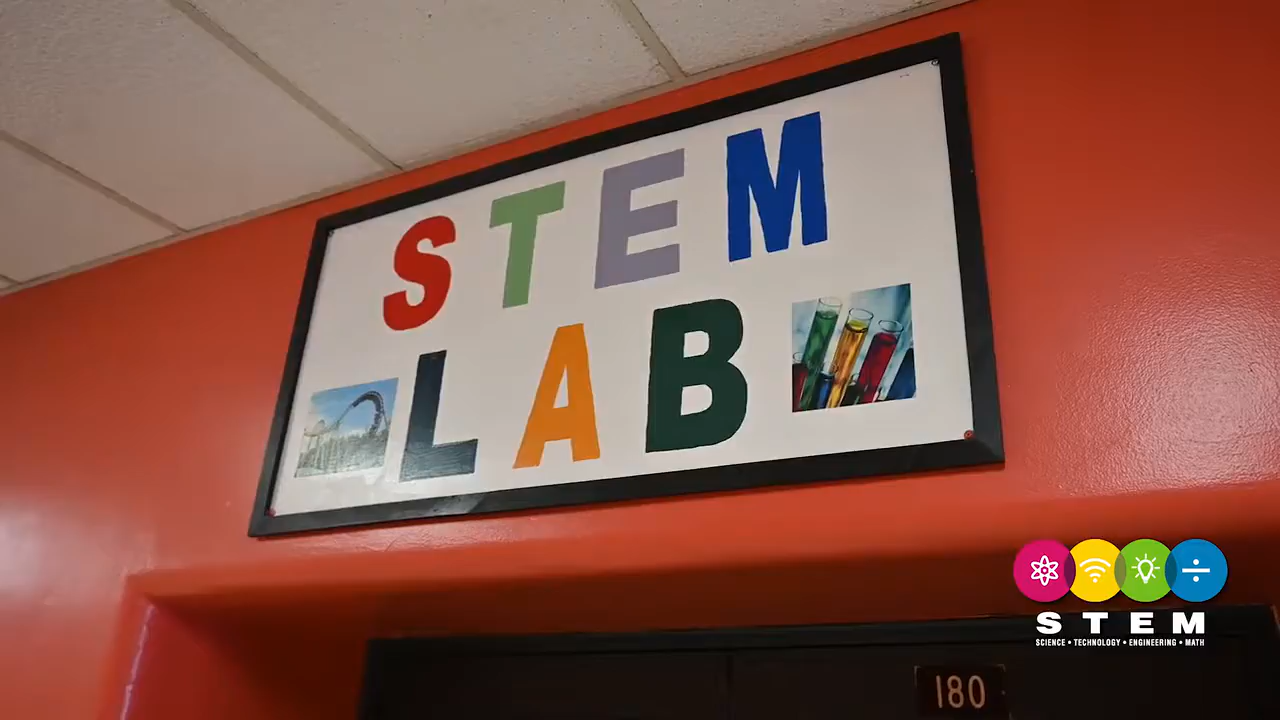 STEM
LAB
STEM
SCIENCE • TECHNOLOGY • ENGINEERING • MATH
180